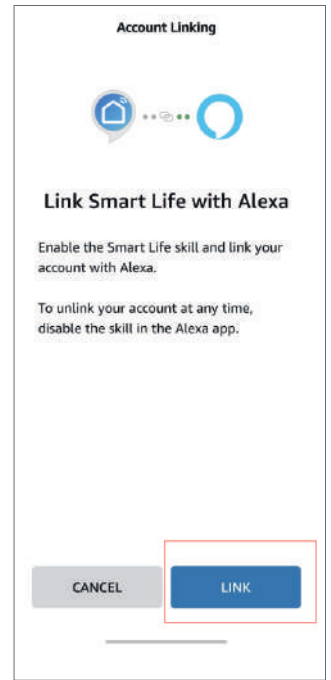 Account Linking
Link Smart Life with Alexa
Enable the Smart Life skill and link your
account with Alexa.
To unlink your account at any time,
disable the skill in the Alexa app.
CANCEL
LINK